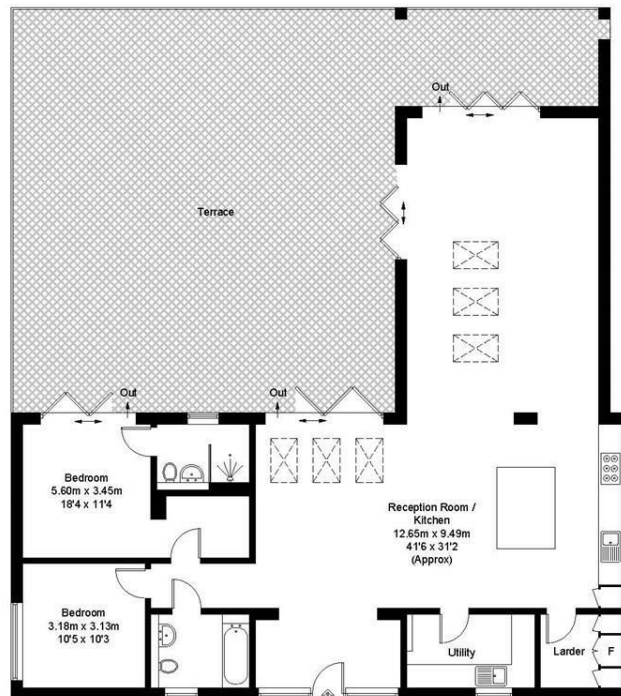 Out
Terrace
Out
Out
Bedroom
5.60m x 3.45m
18'4 x 11'4
Reception Room /
Kitchen
12.65m x 9.49m
41'6 x 31'2
(Approx)
Bedroom
3.18m x 3.13m
10'5 x 10'3
Utility
Larder
F